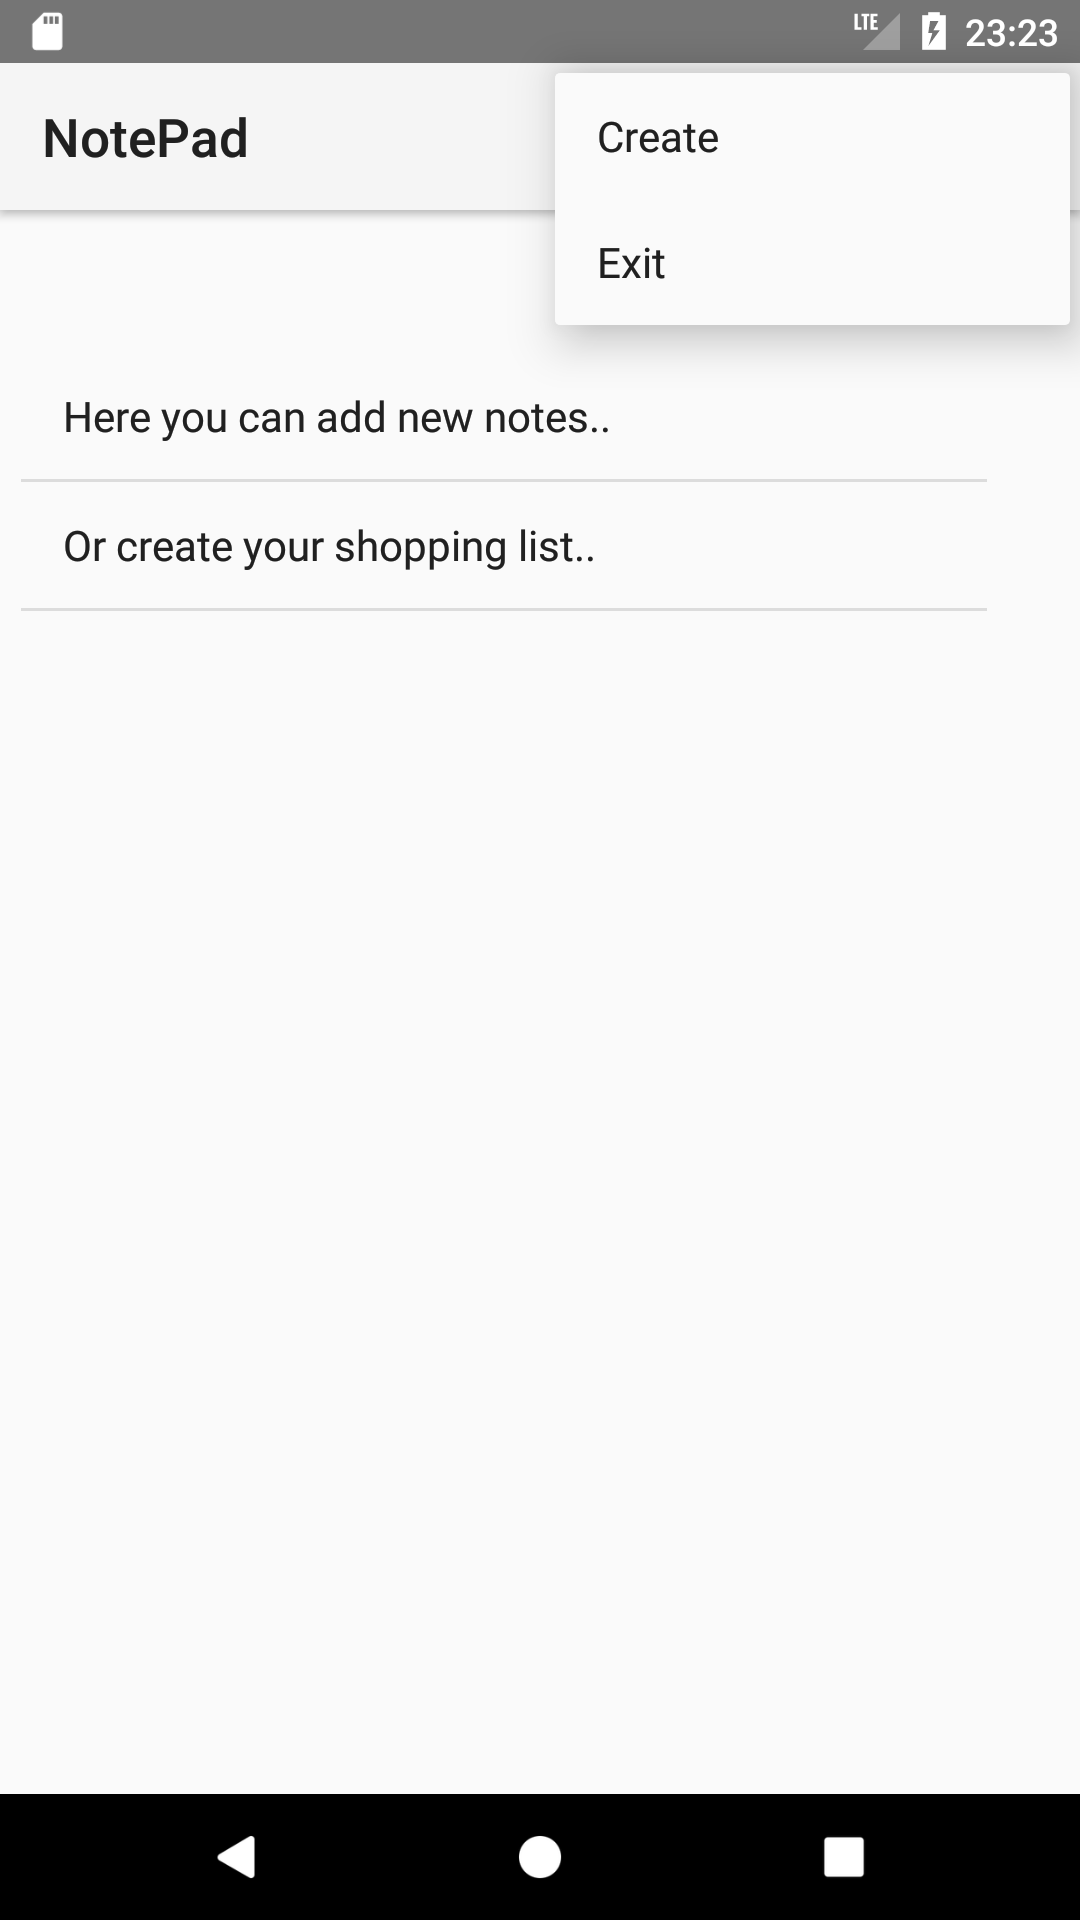 LTE 23:23
NotePad
Create
Exit
Here you can add new notes..
Or create your shopping list..